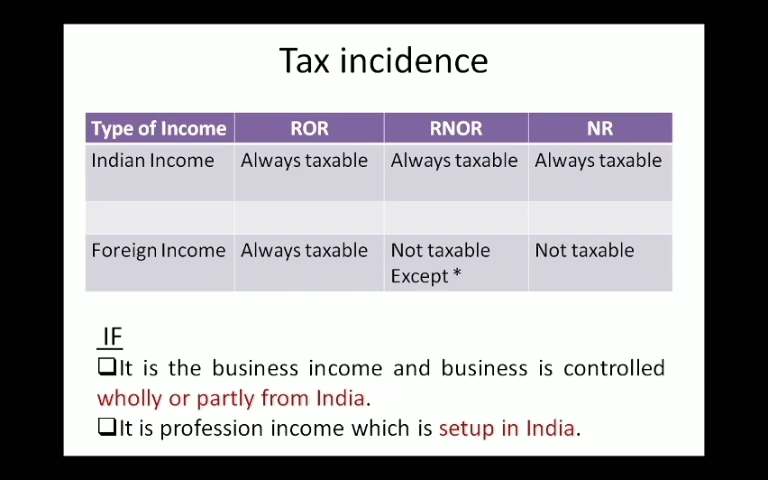 Tax incidence
Type of Income ROR RNOR NR
Indian Income Always taxable Always taxable Always taxable
Foreign Income Always taxable Not taxable Not taxable
Except *
IF
❑It is the business income and business is controlled
wholly or partly from India.
❑It is profession income which is setup in India.